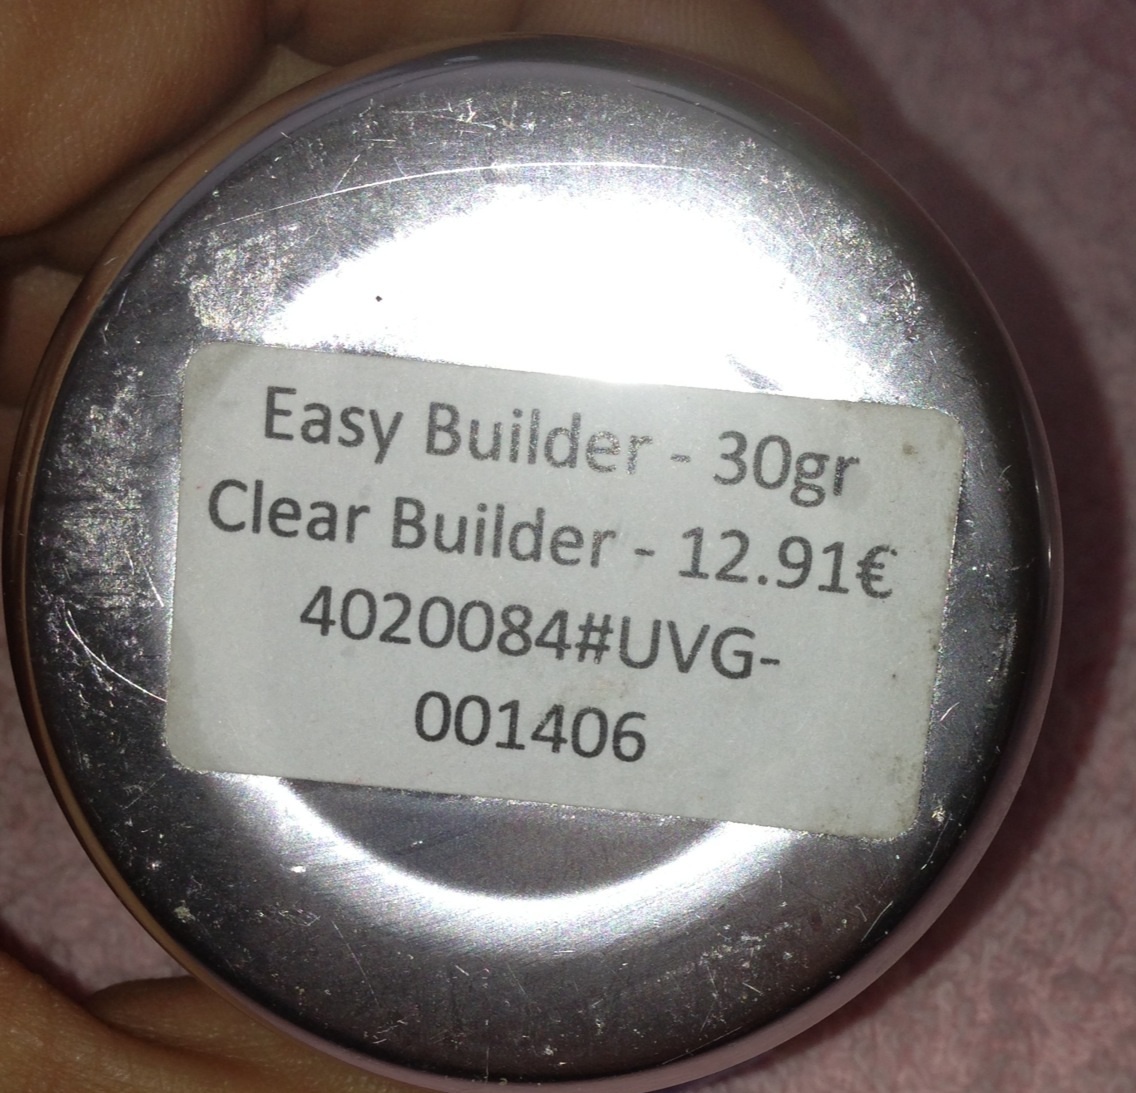 Easy Builder - 30gr
Clear Builder - 12.91€
4020084#UVG-
001406